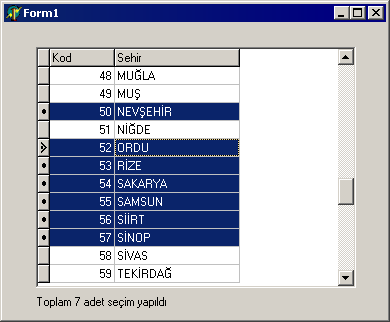 Form1
Kod Sehir
48 MUĞLA
49 MUŞ
50 NEVŞEHİR
51 NİĞDE
52 ORDU
53 RİZE
54 SAKARYA
55 SAMSUN
56 SİİRT
57 SİNOP
58 SİVAS
59 TEKİRDAĞ
Toplam 7 adet seçim yapıldı